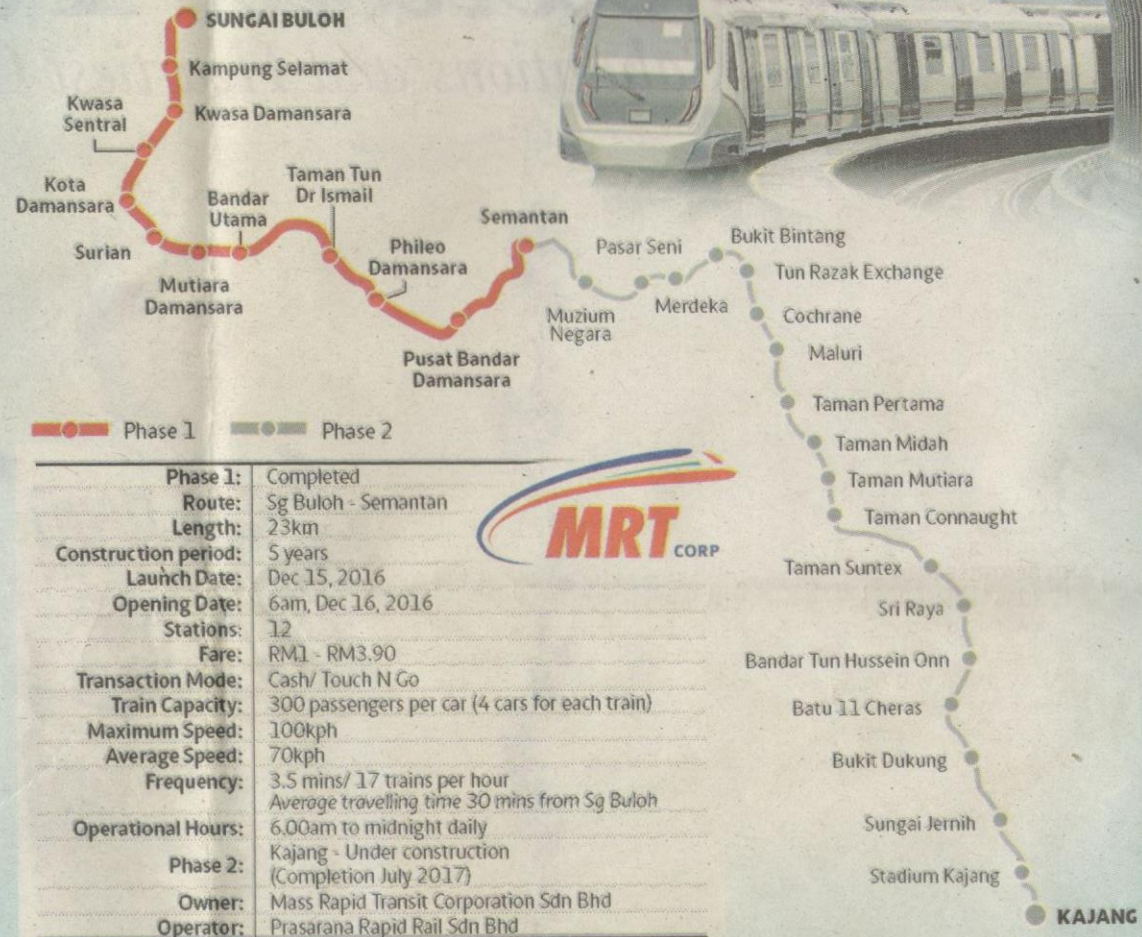 SUNGAI BULOH
Kampung Selamat
Kwasa Damansara
Kwasa
Sentral
Kota
Damansara
Surian
Mutiara
Damansara
Bandar
Utama
Taman Tun
Dr Ismail
Phileo
Damansara
Pusat Bandar
Damansara
Semantan
Muzium
Negara
Pasar Seni
Merdeka
Bukit Bintang
Tun Razak Exchange
Cochrane
Maluri
Taman Pertama
Taman Midah
Taman Mutiara
Taman Connaught
Taman Suntex
Sri Raya
Bandar Tun Hussein Onn
Batu 11 Cheras
Bukit Dukung
Sungai Jernih
Stadium Kajang
KAJANG
Phase 1 Phase 2
MRT CORP
Phase 1: Completed
Route: Sg Buloh - Semantan
Length: 23km
Construction period: 5 years
Launch Date: Dec 15, 2016
Opening Date: 6am, Dec 16, 2016
Stations: 12
Fare: RM1 - RM3.90
Transaction Mode: Cash/ Touch N Go
Train Capacity: 300 passengers per car (4 cars for each train)
Maximum Speed: 100kph
Average Speed: 70kph
Frequency: 3.5 mins/ 17 trains per hour
Average travelling time 30 mins from Sg Buloh
Operational Hours: 6.00am to midnight daily
Phase 2: Kajang - Under construction
(Completion July 2017)
Owner: Mass Rapid Transit Corporation Sdn Bhd
Operator: Prasarana Rapid Rail Sdn Bhd